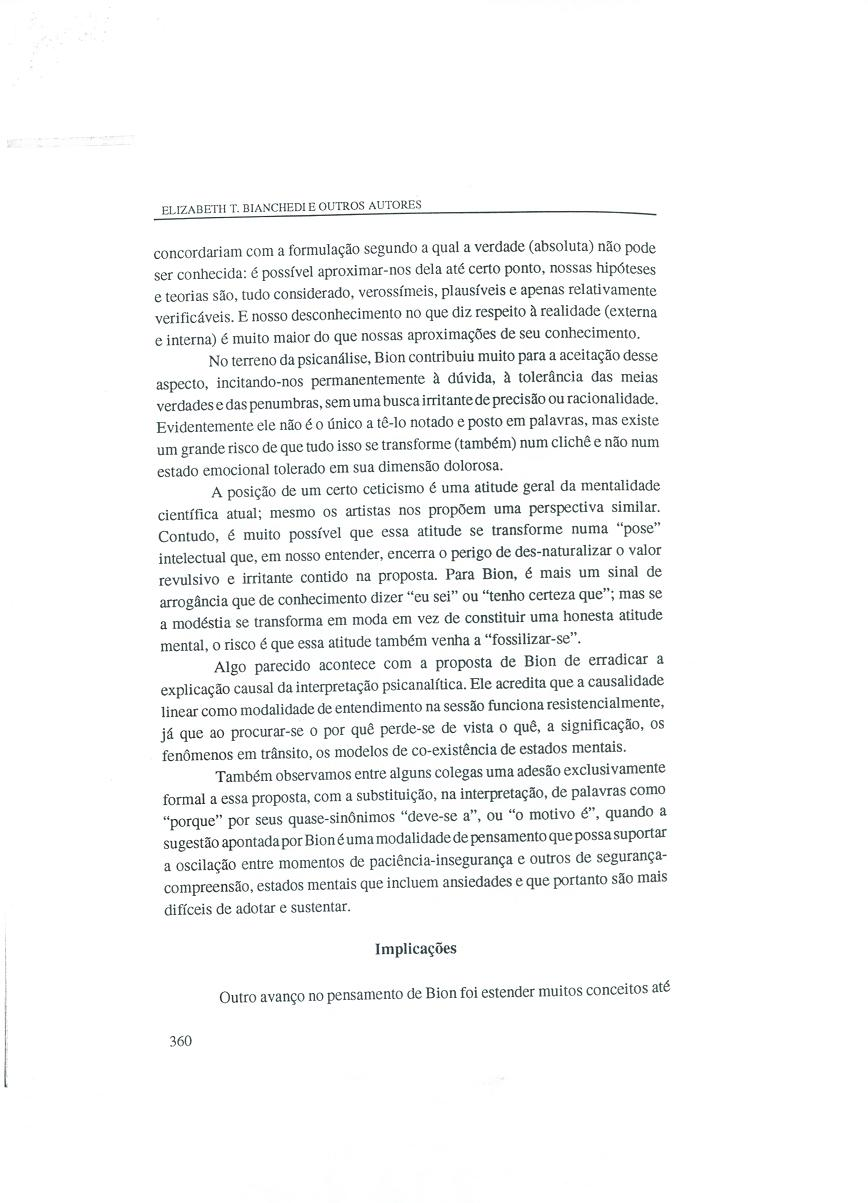 ELIZABETH T. BIANCHEDI E OUTROS AUTORES
concordariam com a formulação segundo a qual a verdade (absoluta) não pode
ser conhecida: é possível aproximar-nos dela até certo ponto, nossas hipóteses
e teorias são, tudo considerado, verossímeis, plausíveis e apenas relativamente
verificáveis. E nosso desconhecimento no que diz respeito à realidade (externa
e interna) é muito maior do que nossas aproximações de seu conhecimento.
No terreno da psicanálise, Bion contribuiu muito para a aceitação desse
aspecto, incitando-nos permanentemente à dúvida, à tolerância das meias
verdades e das penumbras, sem uma busca irritante de precisão ou racionalidade.
Evidentemente ele não é o único a tê-lo notado e posto em palavras, mas existe
um grande risco de que tudo isso se transforme (também) num clichê e não num
estado emocional tolerado em sua dimensão dolorosa.
A posição de um certo ceticismo é uma atitude geral da mentalidade
científica atual; mesmo os artistas nos propõem uma perspectiva similar.
Contudo, é muito possível que essa atitude se transforme numa “pose”
intelectual que, em nosso entender, encerra o perigo de des-naturalizar o valor
revulsivo e irritante contido na proposta. Para Bion, é mais um sinal de
arrogância que de conhecimento dizer “eu sei” ou “tenho certeza que”; mas se
a modéstia se transforma em moda em vez de constituir uma honesta atitude
mental, o risco é que essa atitude também venha a “fossilizar-se”.
Algo parecido acontece com a proposta de Bion de erradicar a
explicação causal da interpretação psicanalítica. Ele acredita que a causalidade
linear como modalidade de entendimento na sessão funciona resistencialmente,
já que ao procurar-se o por quê perde-se de vista o quê, a significação, os
fenômenos em trânsito, os modelos de co-existência de estados mentais.
Também observamos entre alguns colegas uma adesão exclusivamente
formal a essa proposta, com a substituição, na interpretação, de palavras como
“porque” por seus quase-sinônimos “deve-se a”, ou “o motivo é”, quando a
sugestão apontada por Bion é uma modalidade de pensamento que possa suportar
a oscilação entre momentos de paciência-insegurança e outros de segurança-
compreensão, estados mentais que incluem ansiedades e que portanto são mais
difíceis de adotar e sustentar.
Implicações
Outro avanço no pensamento de Bion foi estender muitos conceitos até
360